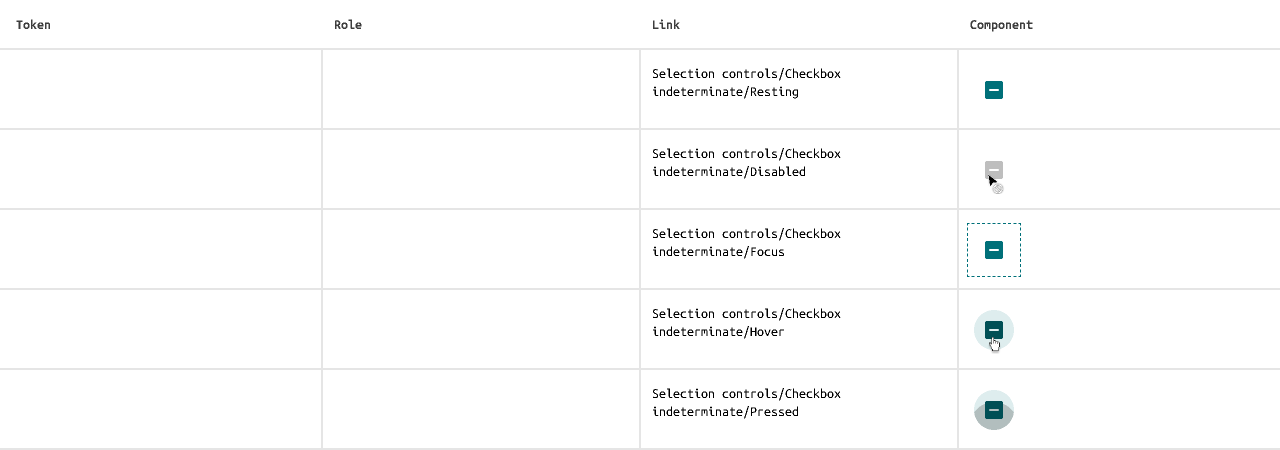 Token Role Link Component
Selection controls/Checkbox
indeterminate/Resting
Selection controls/Checkbox
indeterminate/Disabled
Selection controls/Checkbox
indeterminate/Focus
Selection controls/Checkbox
indeterminate/Hover
Selection controls/Checkbox
indeterminate/Pressed